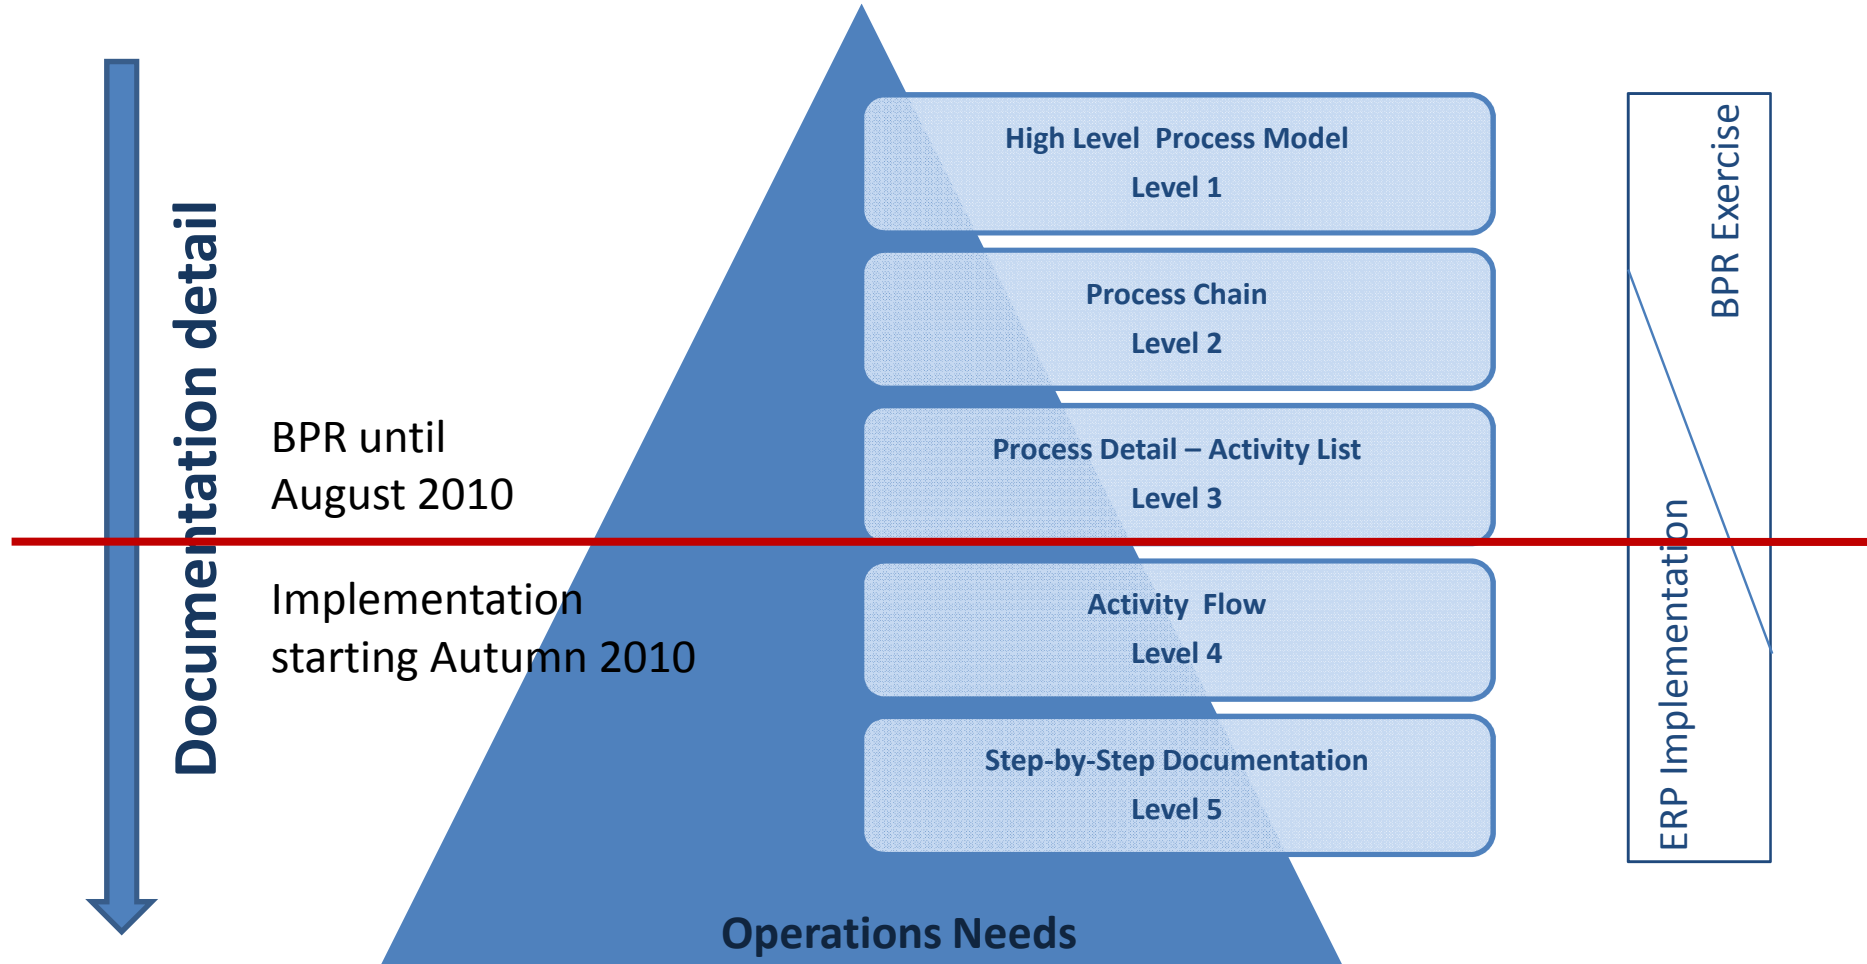 Documentation detail
BPR until
August 2010
Implementation
starting Autumn 2010
High Level Process Model
Level 1
Process Chain
Level 2
Process Detail – Activity List
Level 3
Activity Flow
Level 4
Step-by-Step Documentation
Level 5
Operations Needs
BPR Exercise
ERP Implementation